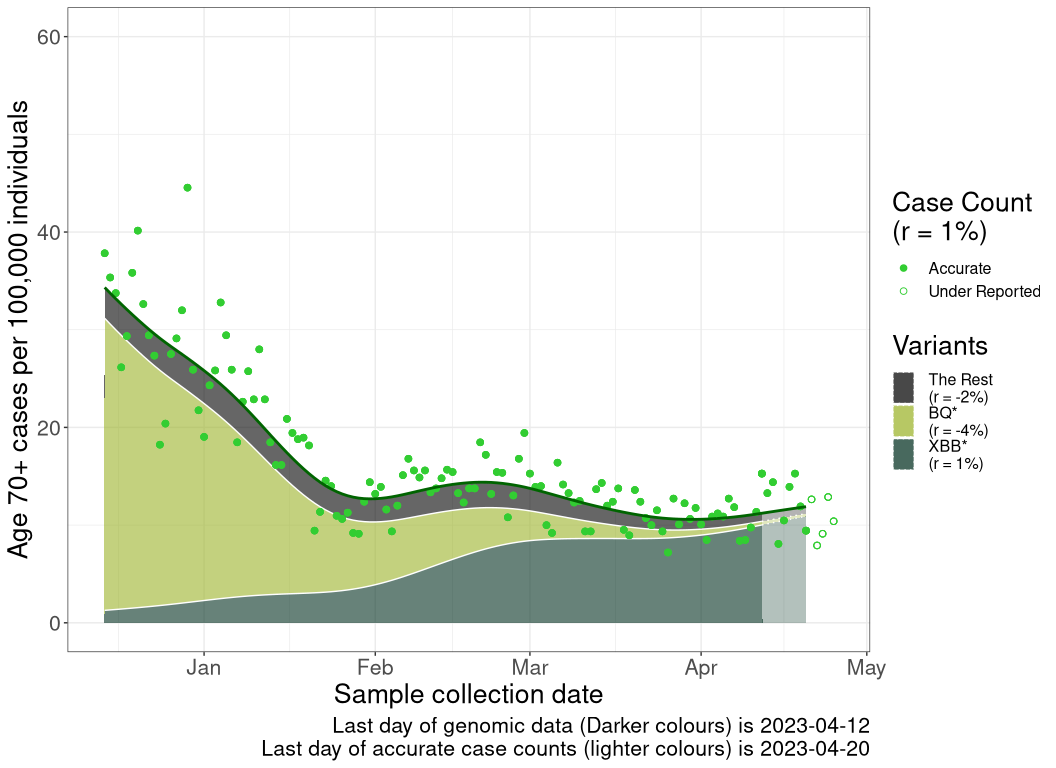 Age 70+ cases per 100,000 individuals
60
40
20
0
Jan
Feb
Mar
Apr
May
Sample collection date
Last day of genomic data (Darker colours) is 2023-04-12
Last day of accurate case counts (lighter colours) is 2023-04-20
Case Count
(r = 1%)
Accurate
Under Reported
Variants
The Rest
(r = -2%)
BQ*
(r = -4%)
XBB*
(r = 1%)